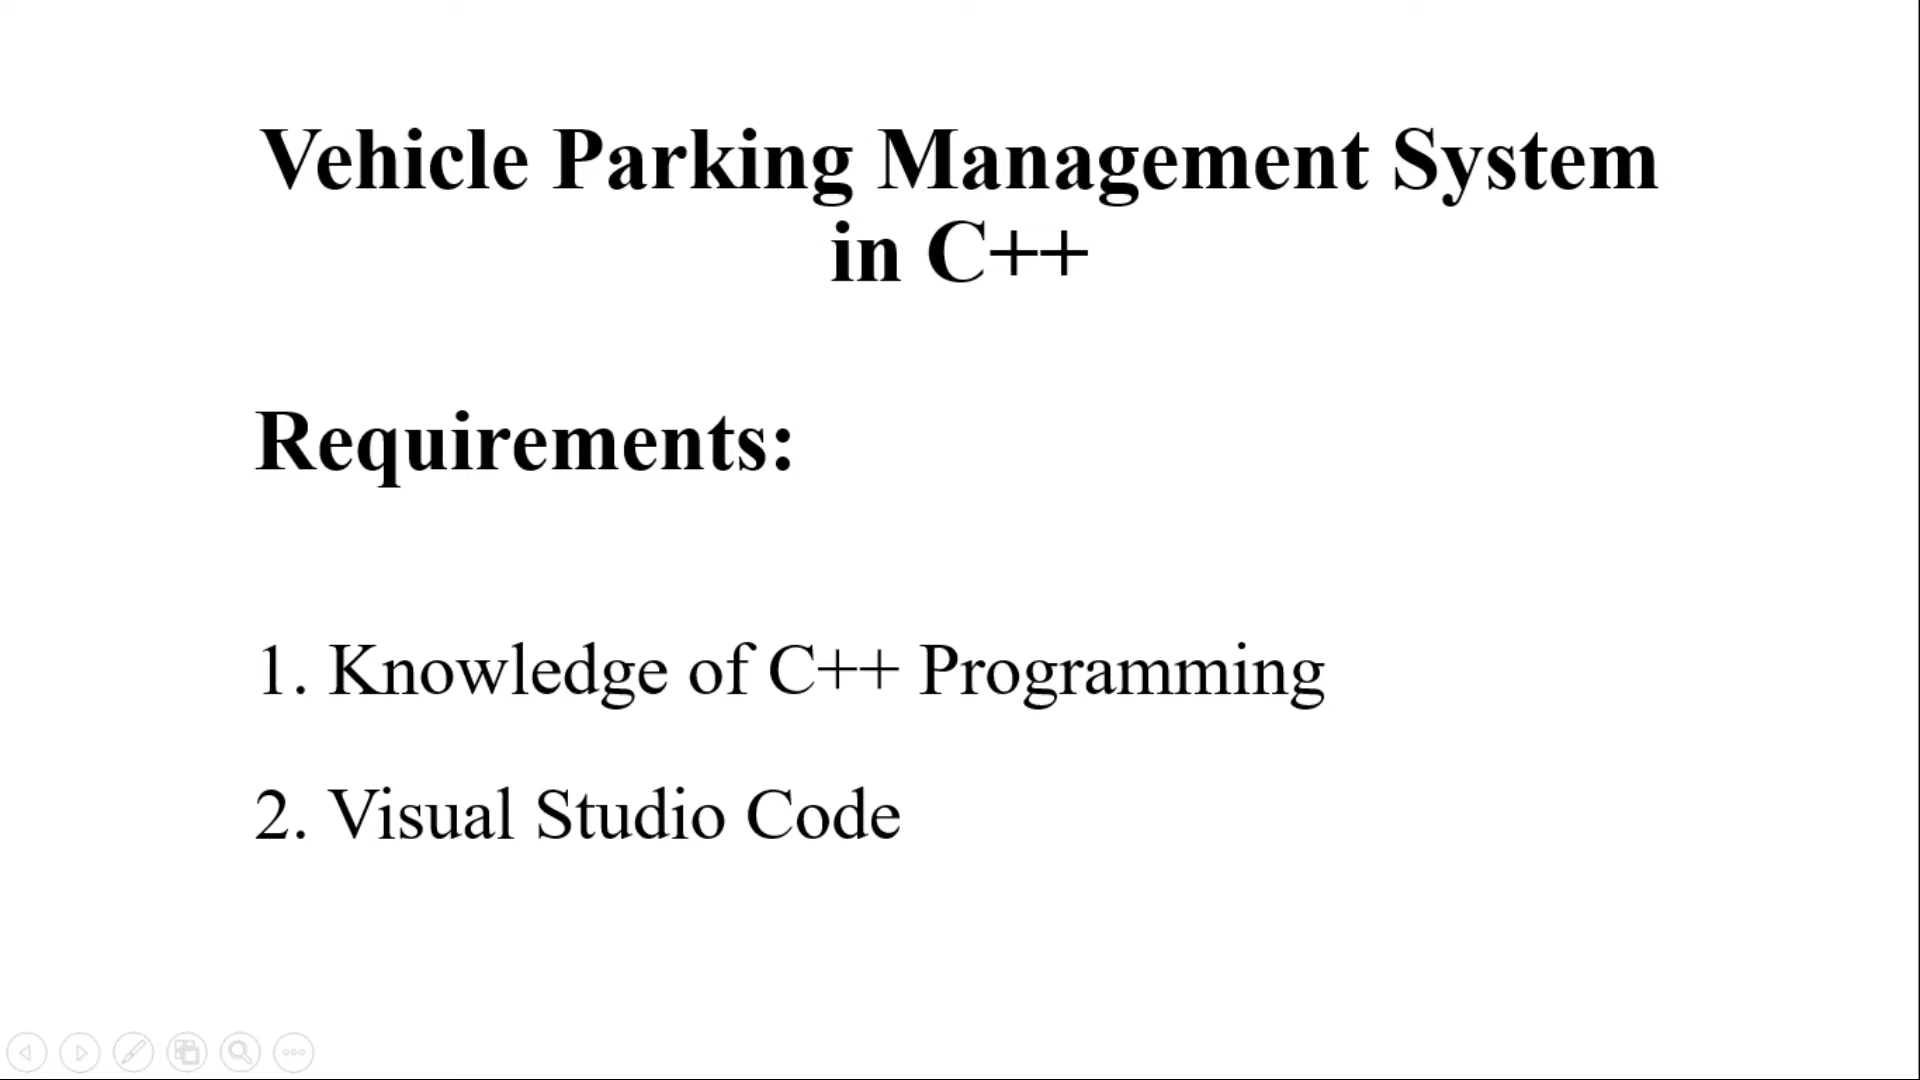 Vehicle Parking Management System
in C++
Requirements:
1. Knowledge of C++ Programming
2. Visual Studio Code